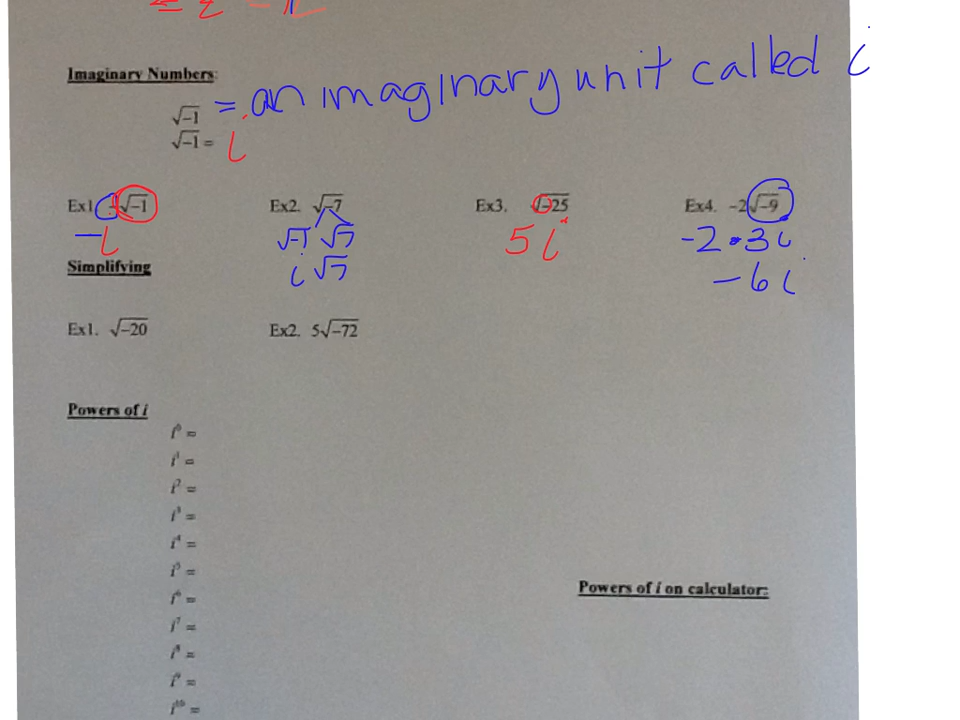 Imaginary Numbers:
√-1 = an imaginary unit called i
√-1 = i
Ex1. -√-1 Ex2. √-7 Ex3. √-25 Ex4. -2√-9
-i √-1 √7 5i -2•3i
i√7 -6i
Simplifying
Ex1. √-20 Ex2. 5√-72
Powers of i
i⁰ =
i¹ =
i² =
i³ =
i⁴ =
i⁵ =
Powers of i on calculator:
i⁶ =
i⁷ =
i⁸ =
i⁹ =
i¹⁰ =